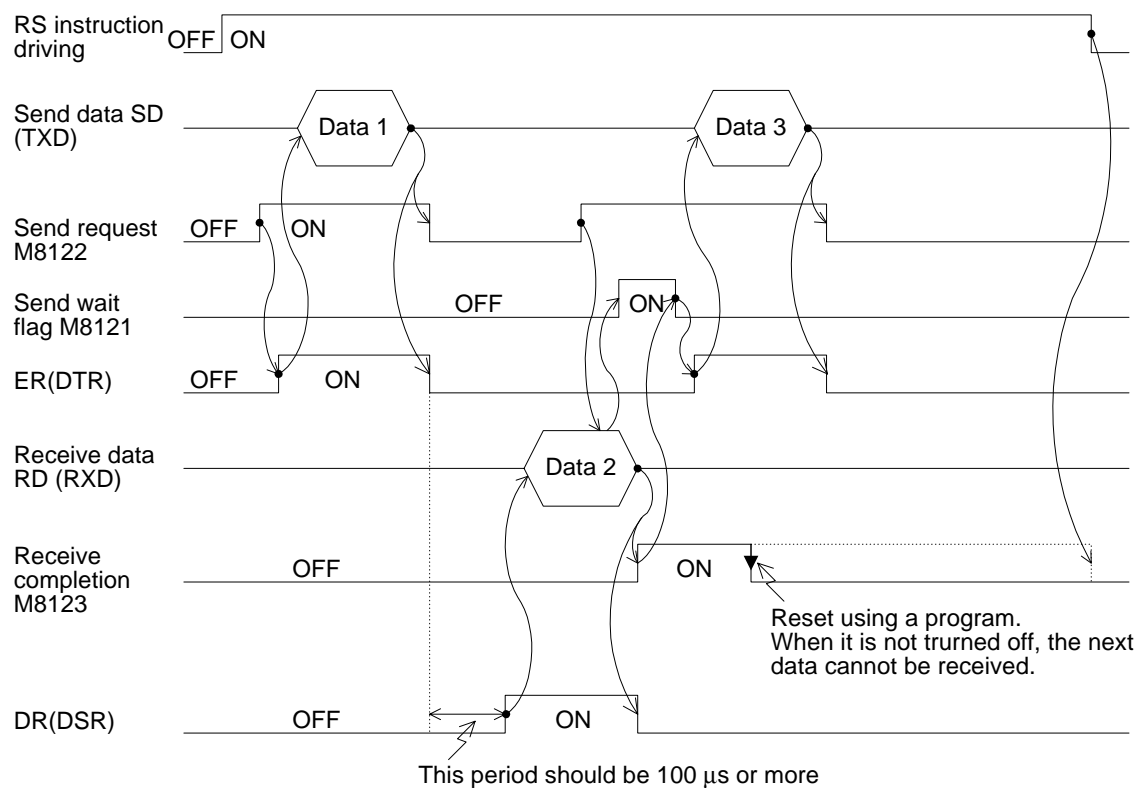 RS instruction
driving
OFF ON
Send data SD
(TXD)
Data 1
Data 3
Send request
M8122
OFF
ON
Send wait
flag M8121
OFF
ON
ER(DTR)
OFF
ON
Receive data
RD (RXD)
Data 2
Receive
completion
M8123
OFF
ON
Reset using a program.
When it is not trurned off, the next
data cannot be received.
DR(DSR)
OFF
ON
This period should be 100 μs or more